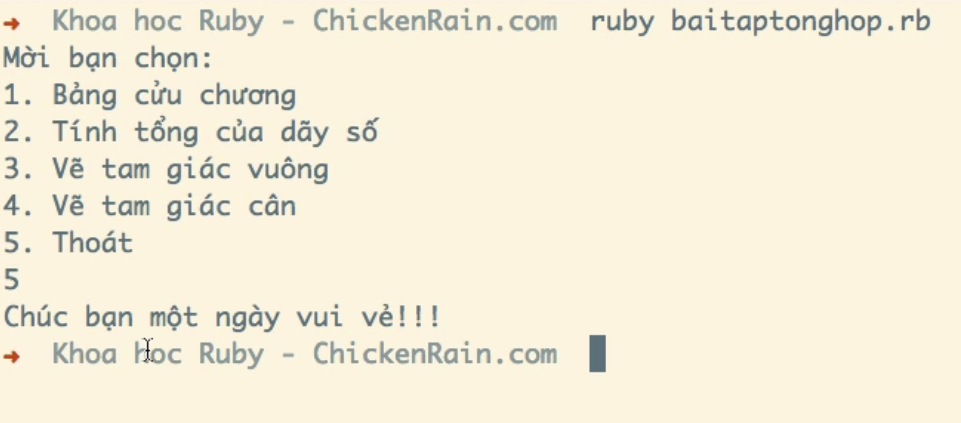 → Khoa hoc Ruby - ChickenRain.com ruby baitaptonghop.rb
Mời bạn chọn:
1. Bảng cửu chương
2. Tính tổng của dãy số
3. Vẽ tam giác vuông
4. Vẽ tam giác cân
5. Thoát
5
Chúc bạn một ngày vui vẻ!!!
→ Khoa hoc Ruby - ChickenRain.com